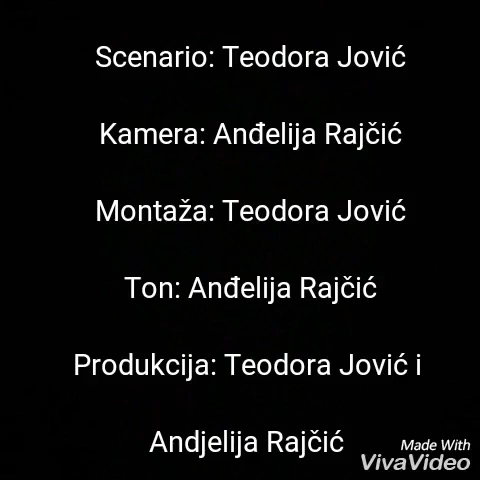 Scenario: Teodora Jović
Kamera: Anđelija Rajčić
Montaža: Teodora Jović
Ton: Anđelija Rajčić
Produkcija: Teodora Jović i
Andjelija Rajčić
Made With
VivaVideo